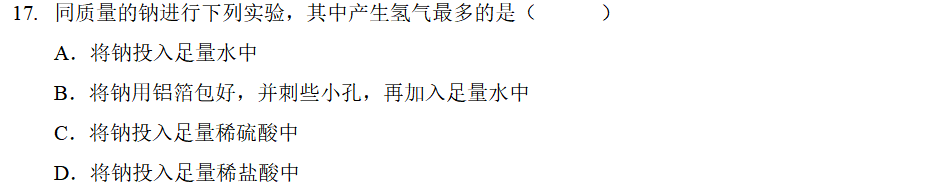 17. 同质量的钠进行下列实验，其中产生氢气最多的是（　　）
A．将钠投入足量水中
B．将钠用铝箔包好，并刺些小孔，再加入足量水中
C．将钠投入足量稀硫酸中
D．将钠投入足量稀盐酸中